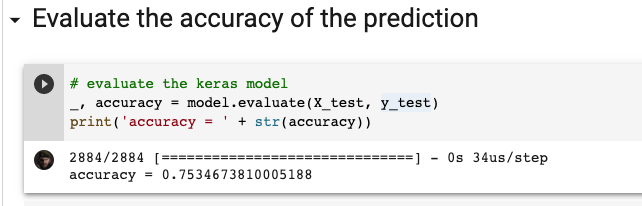 Evaluate the accuracy of the prediction
# evaluate the keras model
_, accuracy = model.evaluate(X_test, y_test)
print('accuracy = ' + str(accuracy))
2884/2884 [==============================] - 0s 34us/step
accuracy = 0.7534673810005188